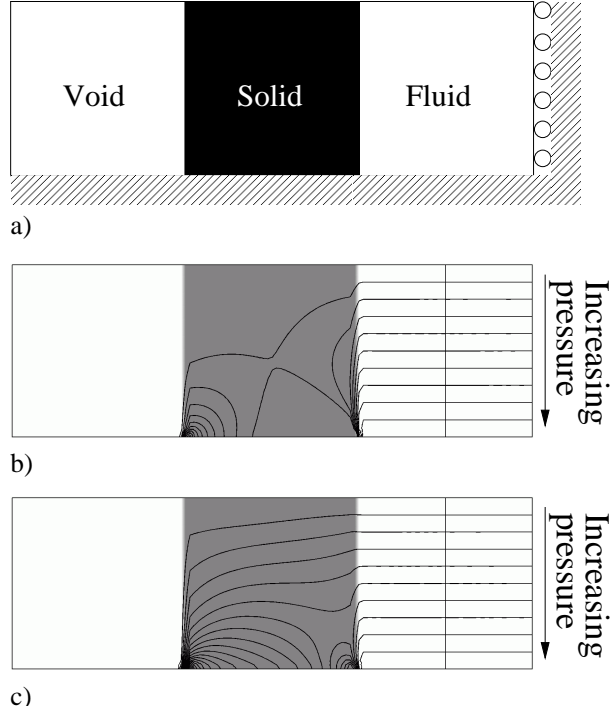 Void Solid Fluid
a)
Increasing
pressure
b)
Increasing
pressure
c)